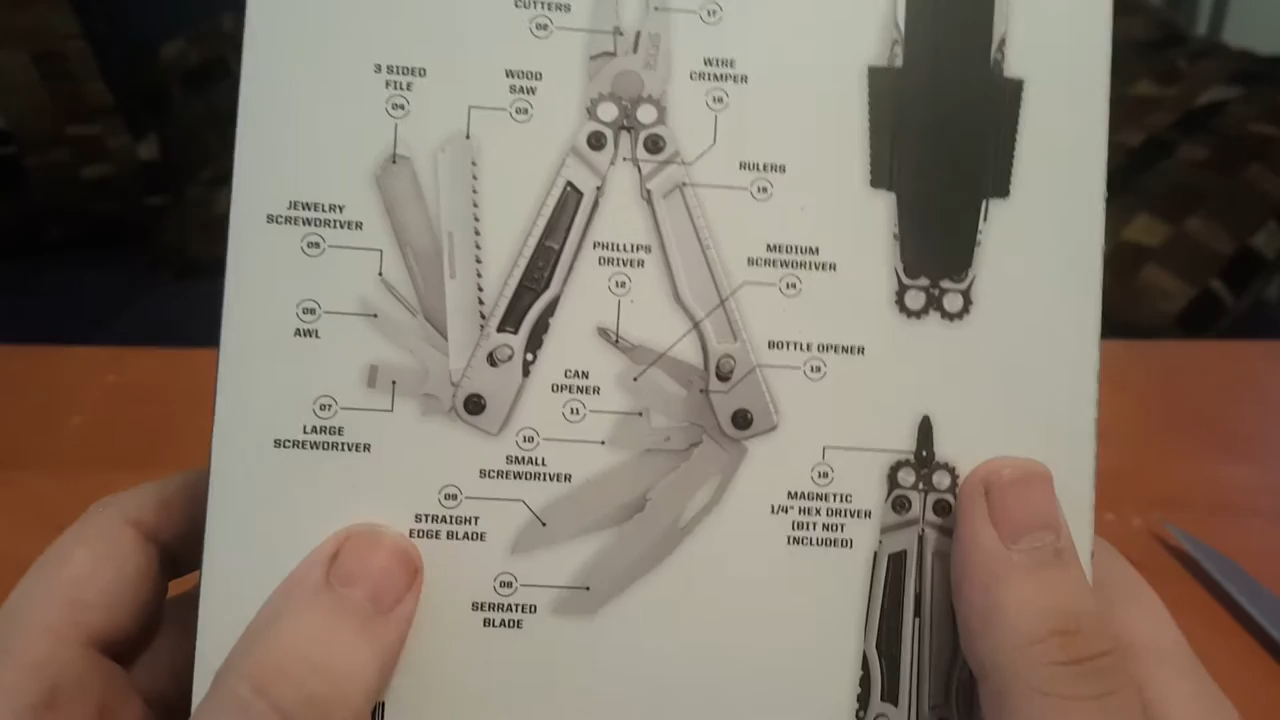 CUTTERS
02
17
3 SIDED
FILE
04
WOOD
SAW
03
WIRE
CRIMPER
16
RULERS
JEWELRY
SCREWDRIVER
05
PHILLIPS
DRIVER
12
MEDIUM
SCREWDRIVER
14
06
AWL
BOTTLE OPENER
13
CAN
OPENER
11
07
LARGE
SCREWDRIVER
10
SMALL
SCREWDRIVER
09
STRAIGHT
EDGE BLADE
MAGNETIC
1/4" HEX DRIVER
(BIT NOT
INCLUDED)
08
SERRATED
BLADE